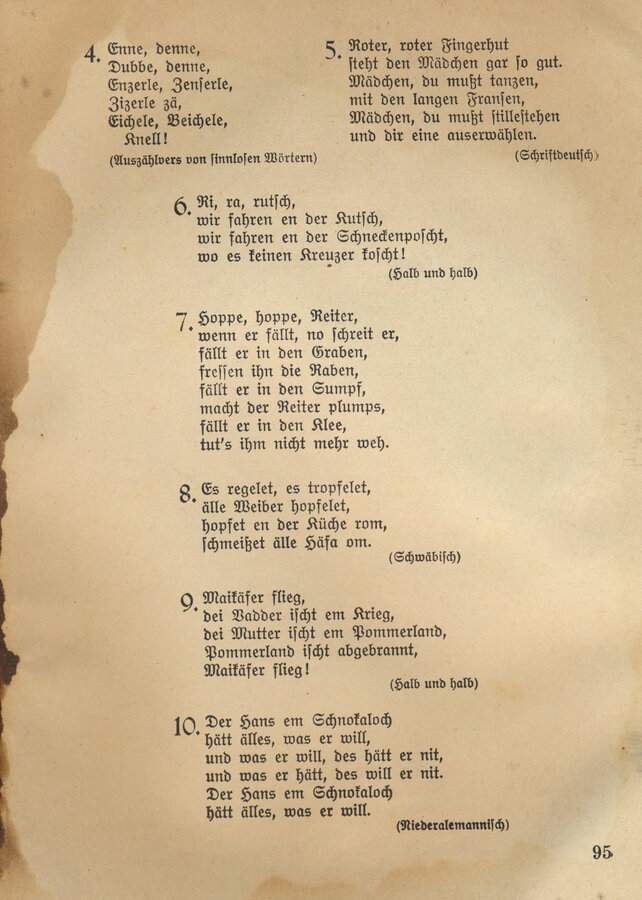 4. Enne, denne,
Dubbe, denne,
Enzerle, Zenserle,
Zizerle zä,
Eichele, Beichele,
Knell!
(Auszählvers von sinnlosen Wörtern)
5. Roter, roter Fingerhut
steht den Mädchen gar so gut.
Mädchen, du mußt tanzen,
mit den langen Fransen,
Mädchen, du mußt stillestehen
und dir eine auserwählen.
(Schriftdeutsch)
6. Ri, ra, rutsch,
wir fahren en der Kutsch,
wir fahren en der Schneckenposcht,
wo es keinen Kreuzer koscht!
(Halb und halb)
7. Hoppe, hoppe, Reiter,
wenn er fällt, no schreit er,
fällt er in den Graben,
fressen ihn die Raben,
fällt er in den Sumpf,
macht der Reiter plumps,
fällt er in den Klee,
tut's ihm nicht mehr weh.
8. Es regelet, es tropfelet,
älle Weiber hopfelet,
hopfet en der Küche rom,
schmeißet älle Häfa om.
(Schwäbisch)
9. Maikäfer flieg,
dei Vadder ischt em Krieg,
dei Mutter ischt em Pommerland,
Pommerland ischt abgebrannt,
Maikäfer flieg!
(Halb und halb)
10. Der Hans em Schnokaloch
hätt älles, was er will,
und was er will, des hätt er nit,
und was er hätt, des will er nit.
Der Hans em Schnokaloch
hätt älles, was er will.
(Niederalemannisch)
95